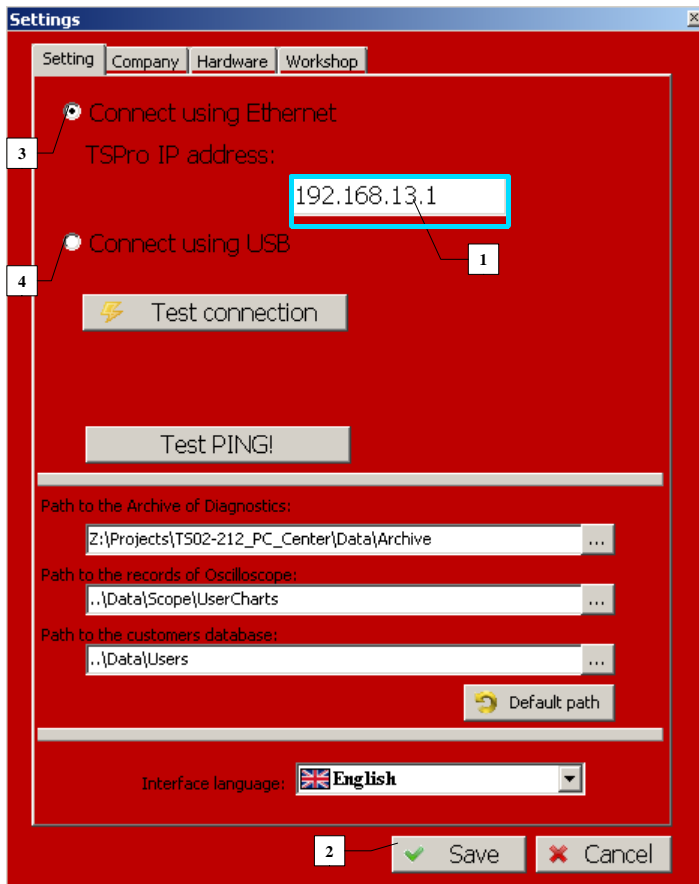 Settings
Setting Company Hardware Workshop
Connect using Ethernet
3
TSPro IP address:
192.168.13.1
Connect using USB
1
4
Test connection
Test PING!
Path to the Archive of Diagnostics:
Z:\Projects\TS02-212_PC_Center\Data\Archive ...
Path to the records of Oscilloscope:
..\Data\Scope\UserCharts ...
Path to the customers database:
..\Data\Users ...
Default path
Interface language: English
2 Save Cancel